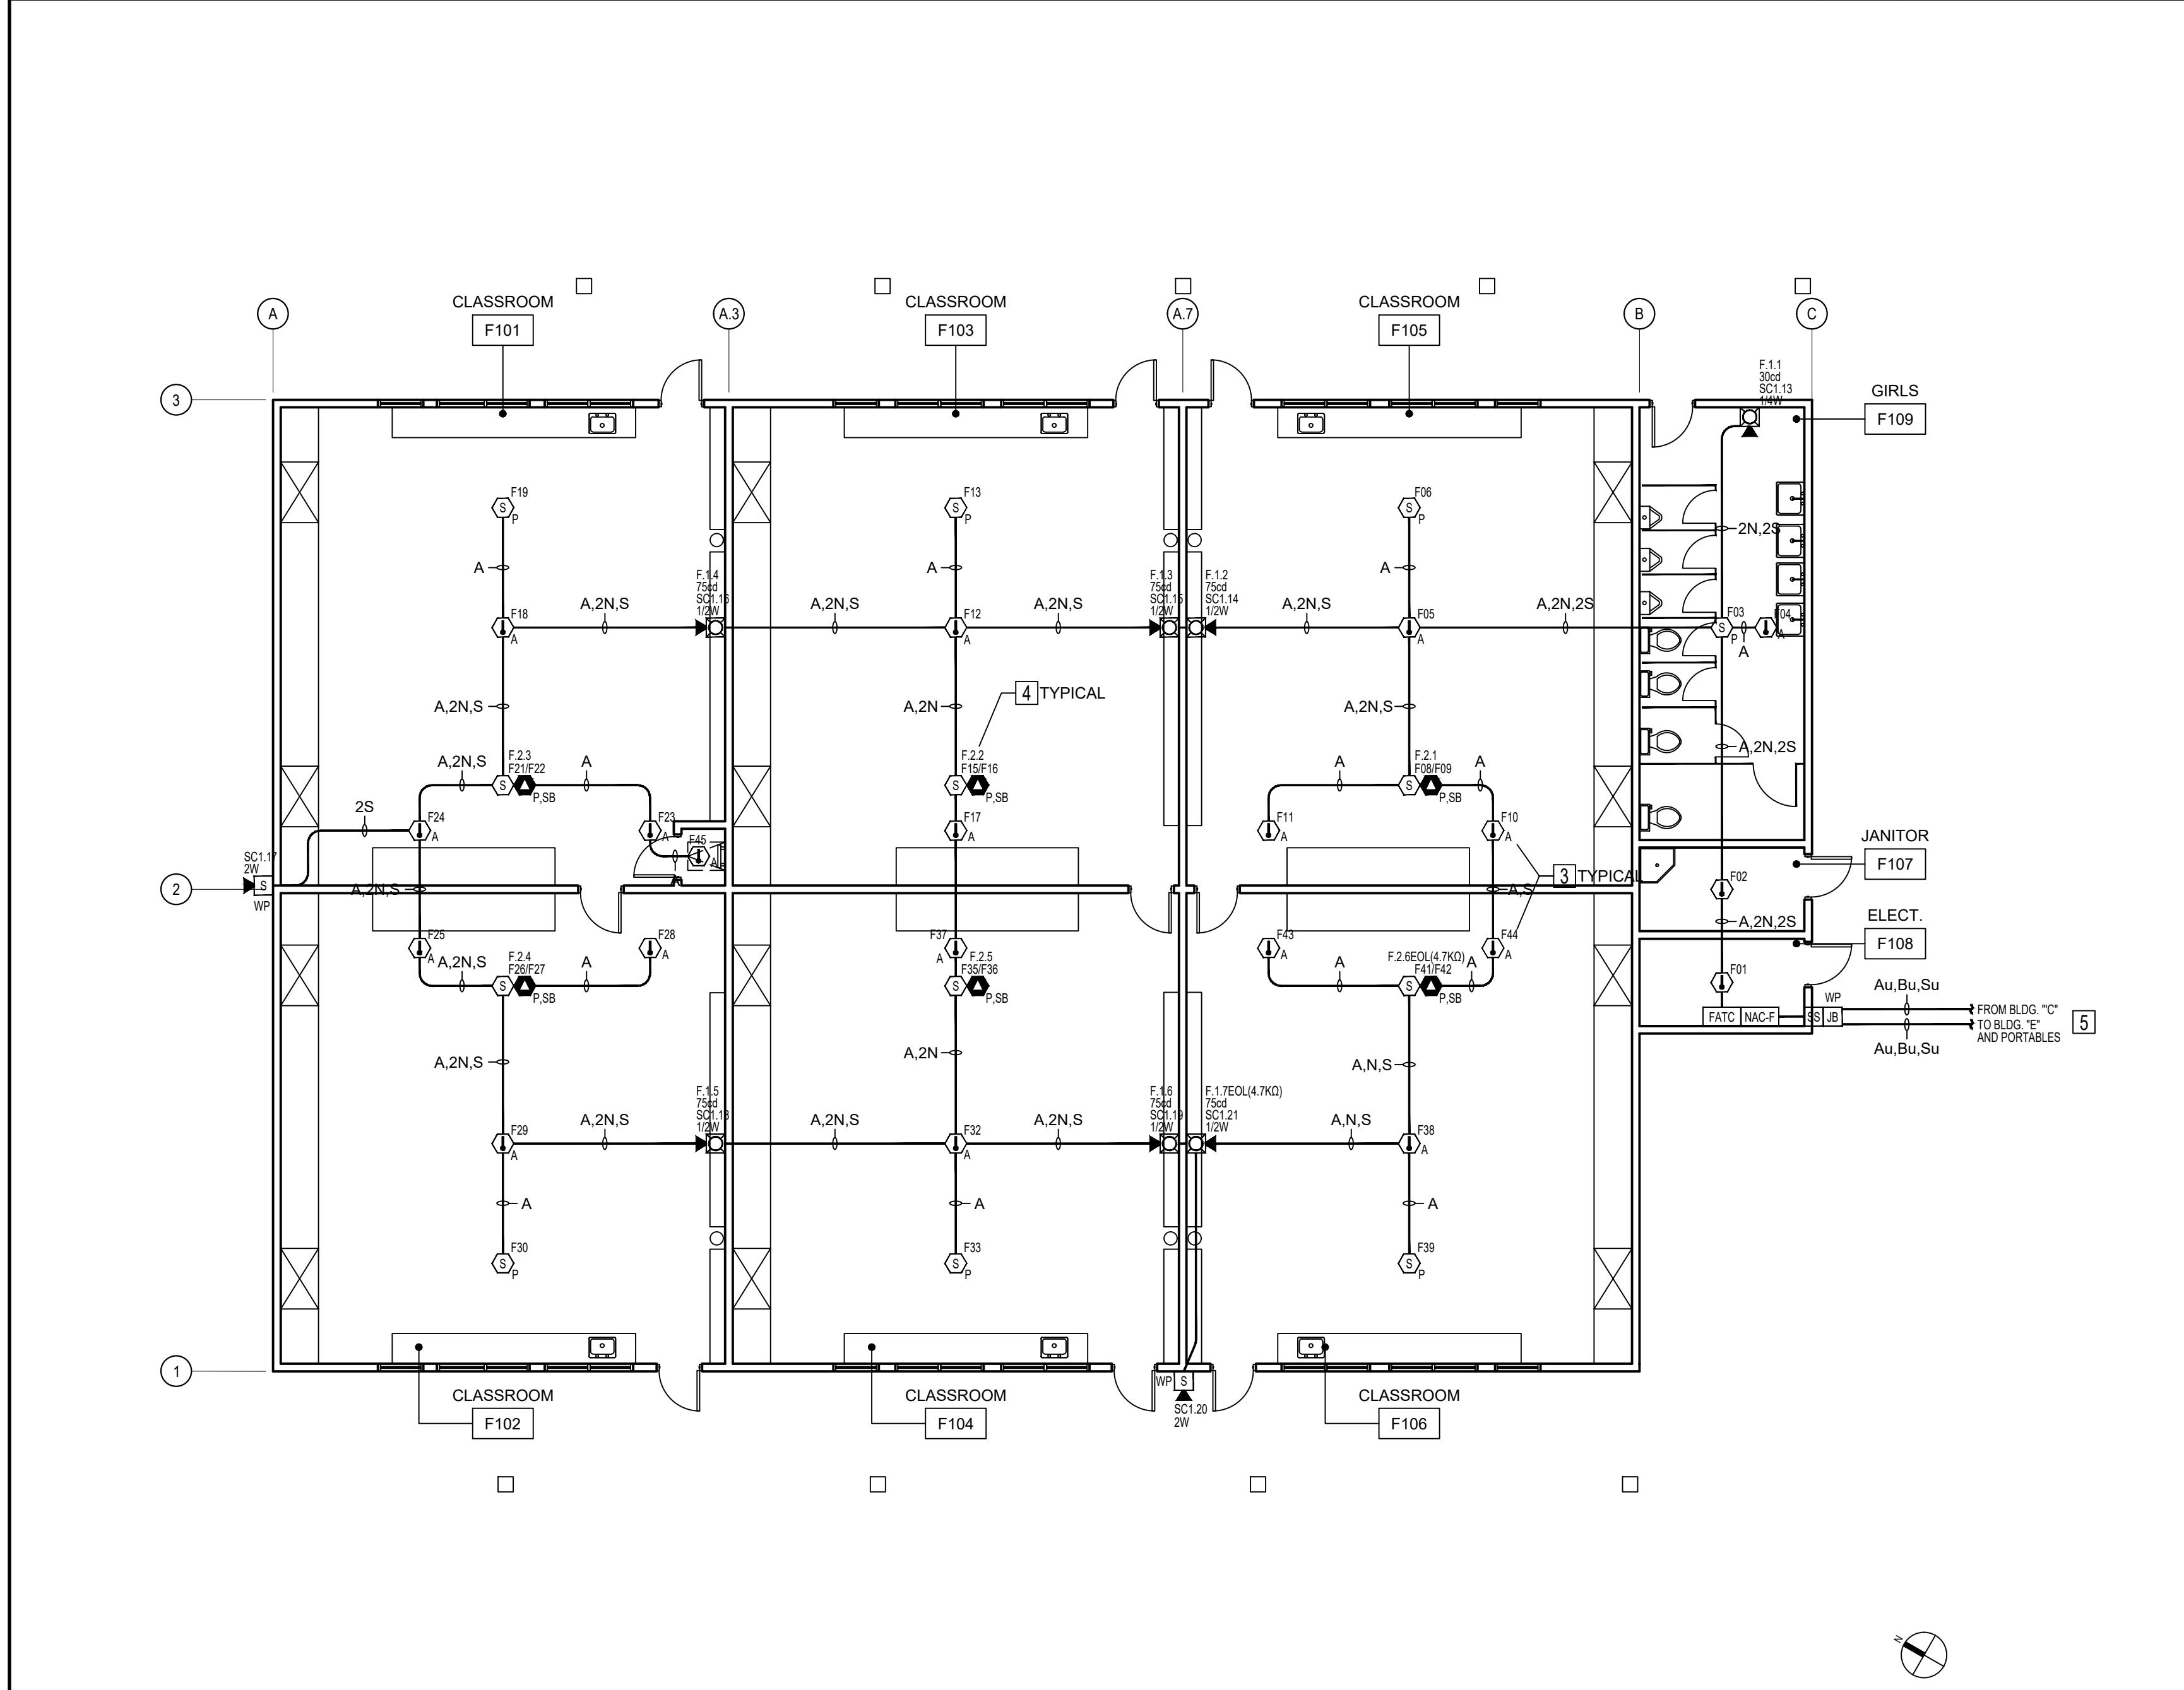 CLASSROOM
F101
CLASSROOM
F103
CLASSROOM
F105
A
A.3
A.7
B
C
3
F.1.1
30cd
SC1.13
1/4W
GIRLS
F109
F19
S
P
F13
S
P
F06
S
P
2N,2S
A
A
A
F.1.4
75cd
SC1.16
1/2W
F.1.3
75cd
SC1.15
1/2W
F.1.2
75cd
SC1.14
1/2W
F18
A
A,2N,S
A,2N,S
F12
A
A,2N,S
A,2N,S
F05
A
A,2N,2S
F03
S
P
A
F04
A
A,2N,S
A,2N
4 TYPICAL
A,2N,S
A,2N,2S
A,2N,S
F.2.3
F21/F22
S
P,SB
A
F.2.2
F15/F16
S
P,SB
A
F.2.1
F08/F09
S
P,SB
A
2S
F24
A
F23
A
F45
A
F17
A
F11
A
F10
A
JANITOR
F107
SC1.17
2W
S
WP
2
A,2N,S
3 TYPICAL
A,S
F02
A,2N,2S
ELECT.
F108
F25
A
F28
A
F37
A
F43
A
F44
A
A,2N,S
F.2.4
F26/F27
S
P,SB
A
F.2.5
F35/F36
S
P,SB
A
F.2.6EOL(4.7KΩ)
F41/F42
S
P,SB
A
F01
FATC
NAC-F
SS
JB
WP
Au,Bu,Su
FROM BLDG. "'C"
TO BLDG. "E"
AND PORTABLES
5
Au,Bu,Su
A,2N,S
A,2N
A,N,S
F.1.5
75cd
SC1.18
1/2W
F.1.6
75cd
SC1.19
1/2W
F.1.7EOL(4.7KΩ)
75cd
SC1.21
1/2W
F29
A
A,2N,S
A,2N,S
F32
A
A,2N,S
A,N,S
F38
A
A
A
A
F30
S
P
F33
S
P
F39
S
P
1
WP
S
SC1.20
2W
CLASSROOM
F102
CLASSROOM
F104
CLASSROOM
F106
N